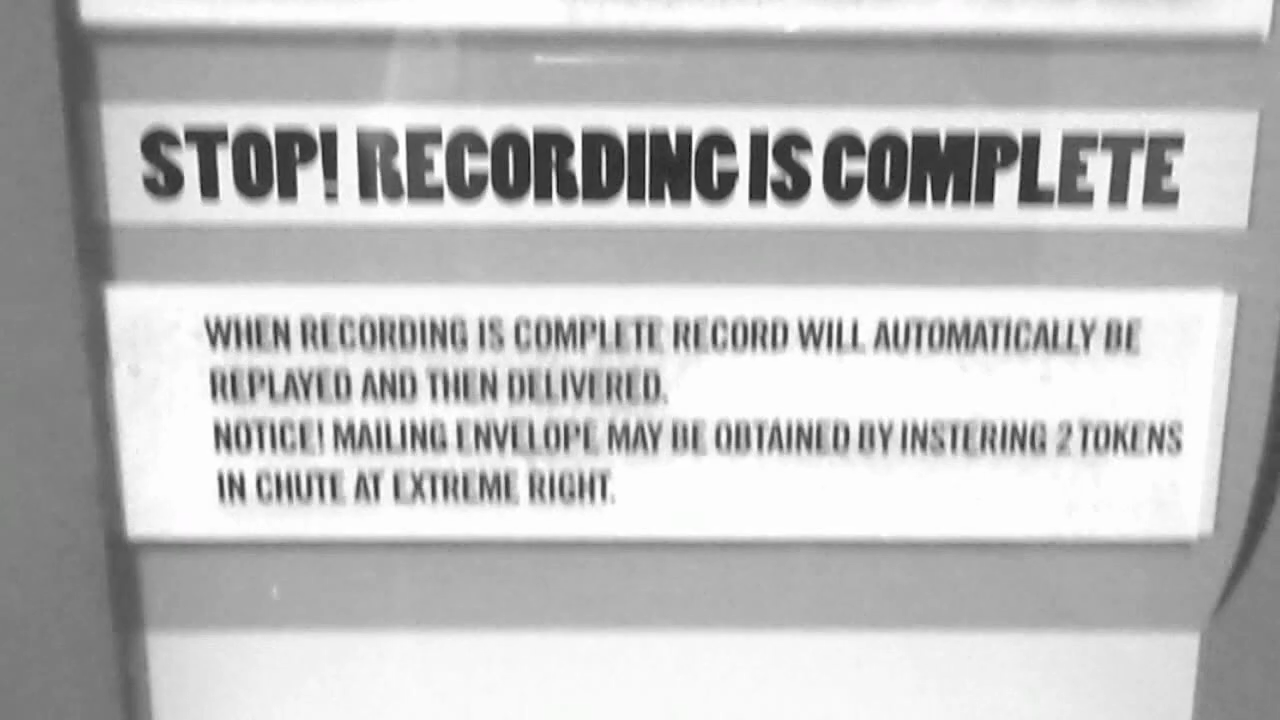 STOP! RECORDING IS COMPLETE
WHEN RECORDING IS COMPLETE RECORD WILL AUTOMATICALLY BE
REPLAYED AND THEN DELIVERED.
NOTICE! MAILING ENVELOPE MAY BE OBTAINED BY INSTERING 2 TOKENS
IN CHUTE AT EXTREME RIGHT.